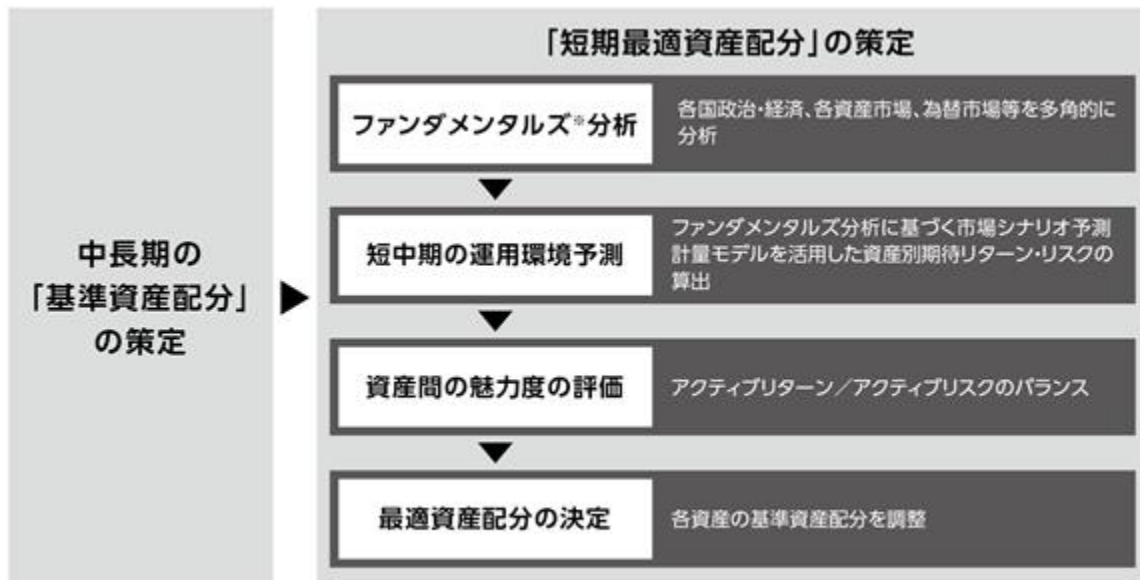 中長期の
「基準資産配分」
の策定
「短期最適資産配分」の策定
ファンダメンタルズ※分析
各国政治・経済、各資産市場、為替市場等を多角的に
分析
短中期の運用環境予測
ファンダメンタルズ分析に基づく市場シナリオ予測
計量モデルを活用した資産別期待リターン・リスクの
算出
資産間の魅力度の評価
アクティブリターン／アクティブリスクのバランス
最適資産配分の決定
各資産の基準資産配分を調整